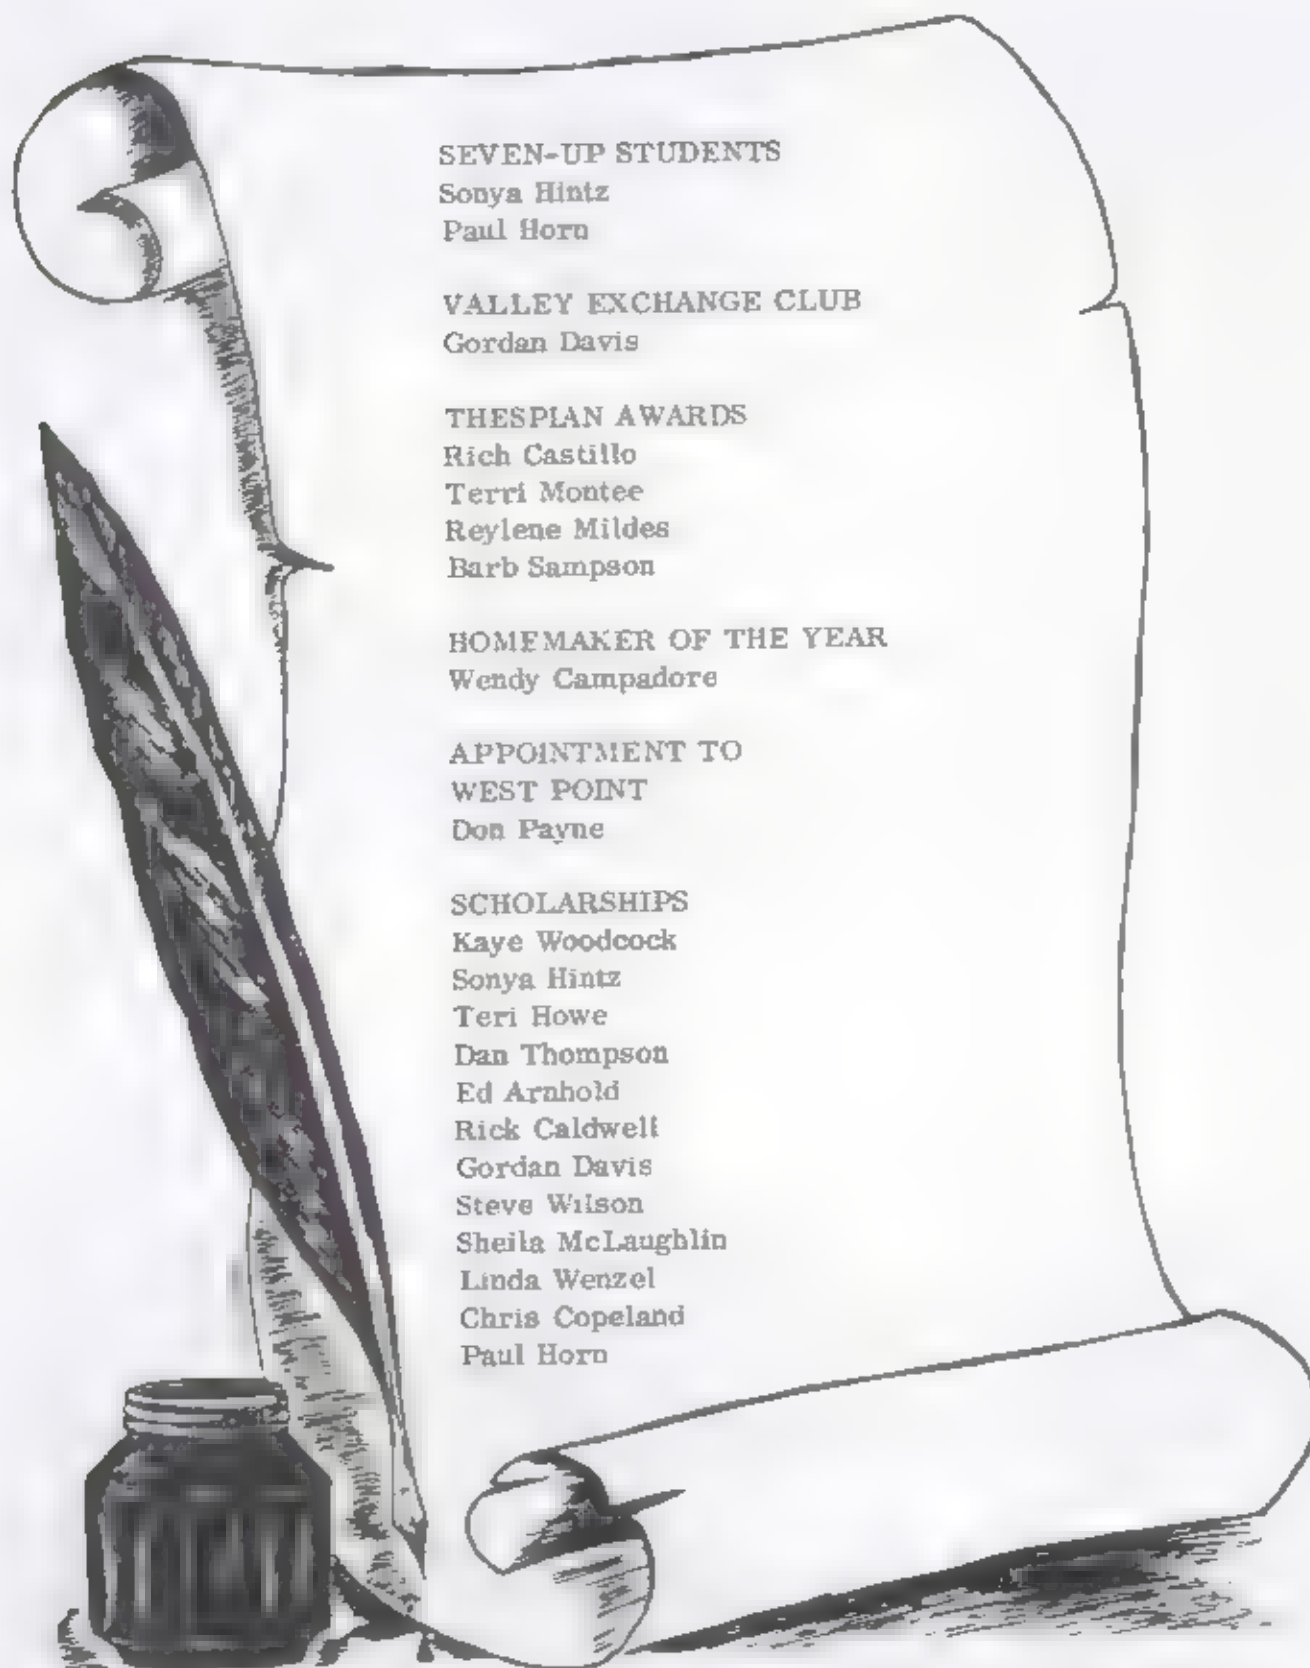 SEVEN-UP STUDENTS
Sonya Hintz
Paul Horn
VALLEY EXCHANGE CLUB
Gordan Davis
THESPIAN AWARDS
Rich Castillo
Terri Montee
Reylene Mildes
Barb Sampson
HOMEMAKER OF THE YEAR
Wendy Campadore
APPOINTMENT TO
WEST POINT
Don Payne
SCHOLARSHIPS
Kaye Woodcock
Sonya Hintz
Teri Howe
Dan Thompson
Ed Arnhold
Rick Caldwell
Gordan Davis
Steve Wilson
Sheila McLaughlin
Linda Wenzel
Chris Copeland
Paul Horn